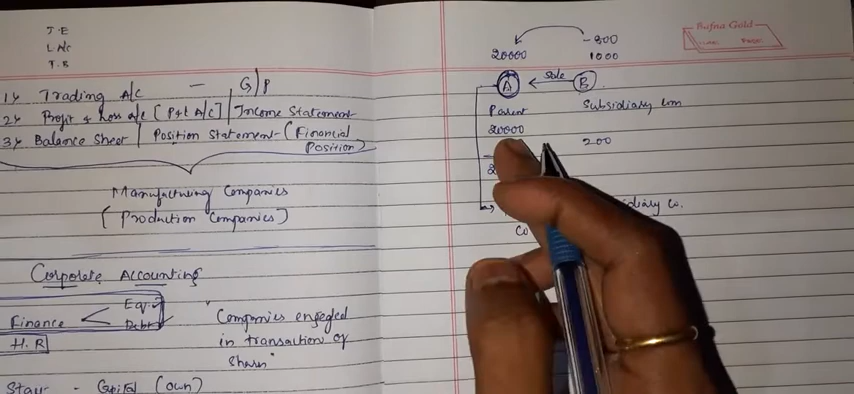 J.E
L.A/c
T.B
1) Trading A/c — G/P
2) Profit & Loss A/c [P+L A/c] | Income Statement
3) Balance Sheet | Position Statement (Financial Position)
Manufacturing Companies
(Production Companies)
Corporate Accounting
Finance < Equi
Debt
H.R
"Companies engaged
in transaction of
Shares"
Capital (own)
Bafna Gold
- 800
20000 1000
A ← Sale B
Parent Subsidiary
20000
200
Co.
Co